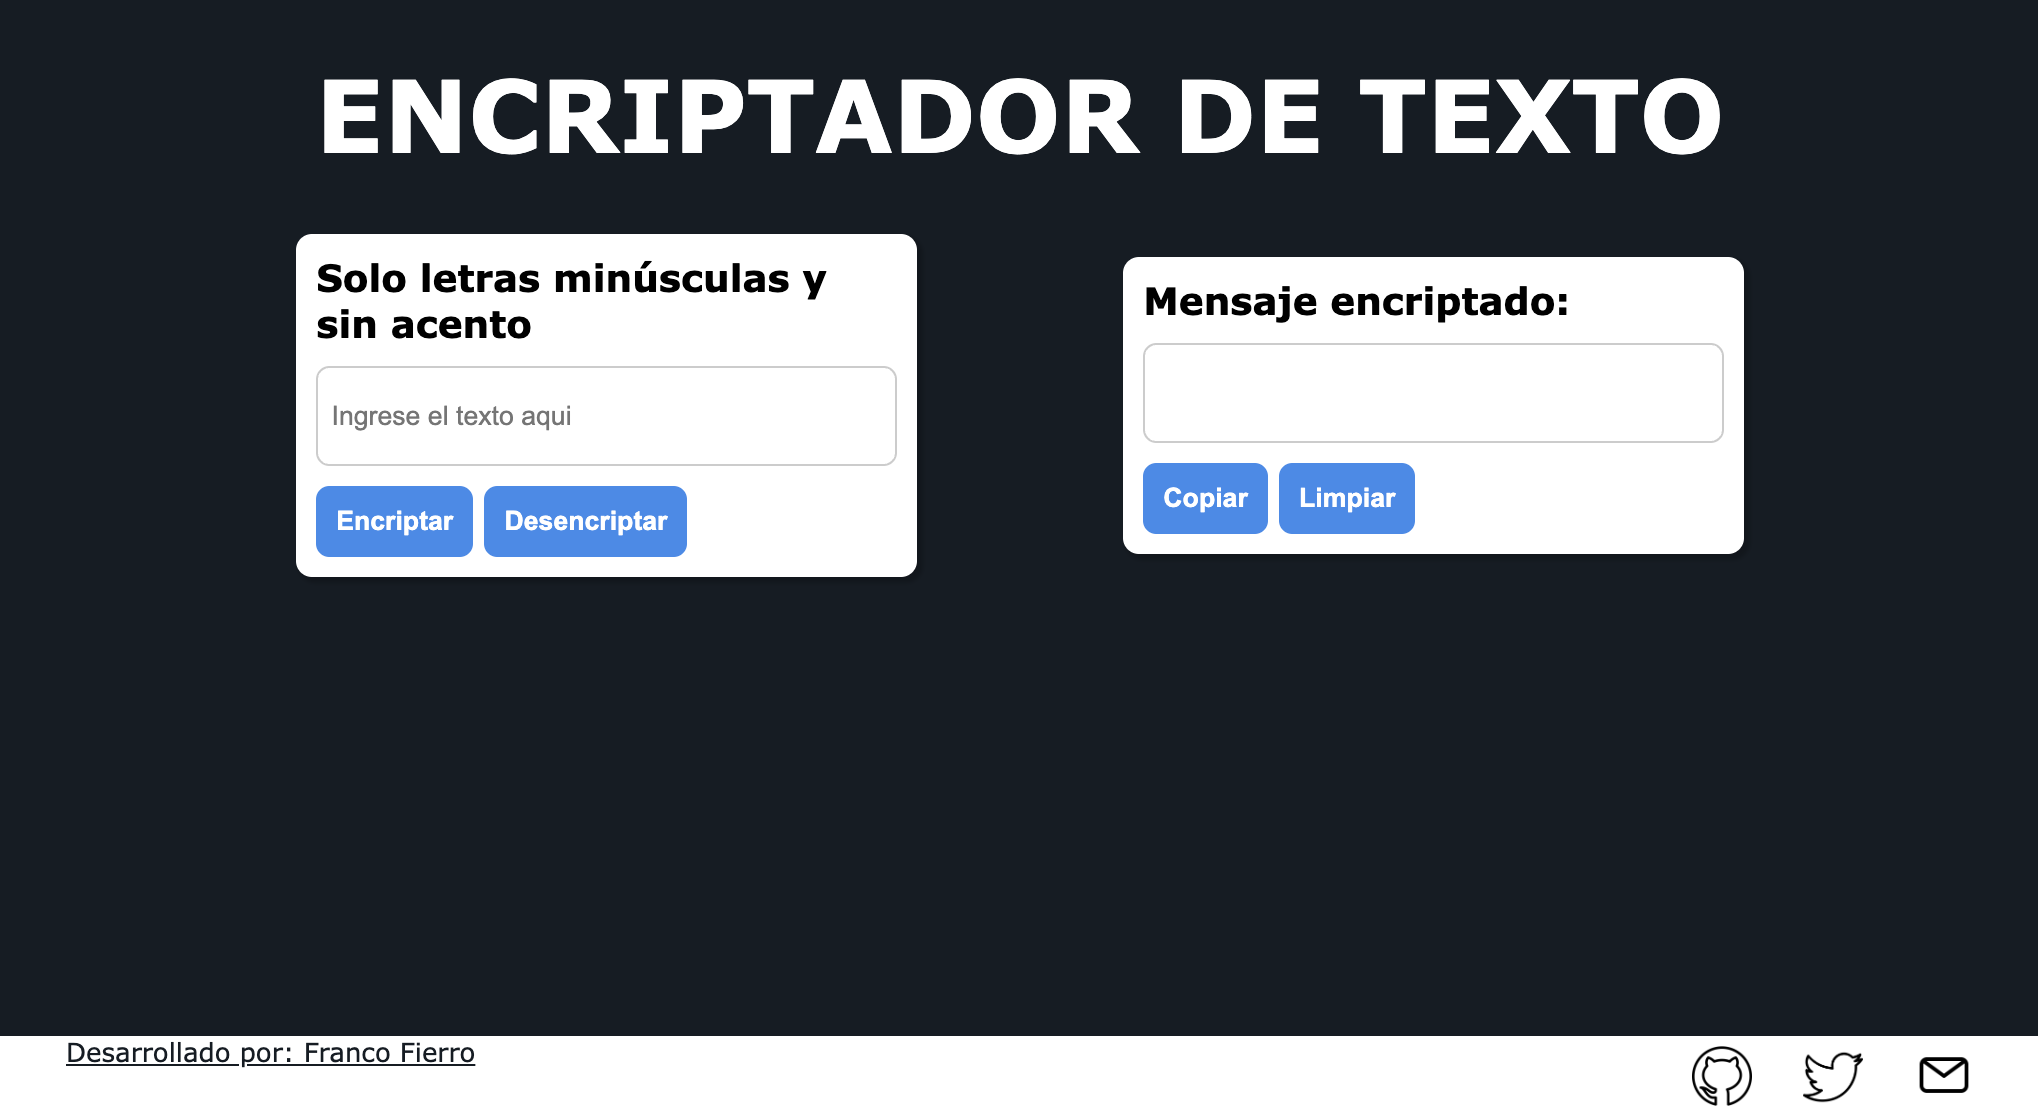 ENCRIPTADOR DE TEXTO
Solo letras minúsculas y
sin acento
Ingrese el texto aqui
Encriptar
Desencriptar
Mensaje encriptado:
Copiar
Limpiar
Desarrollado por: Franco Fierro